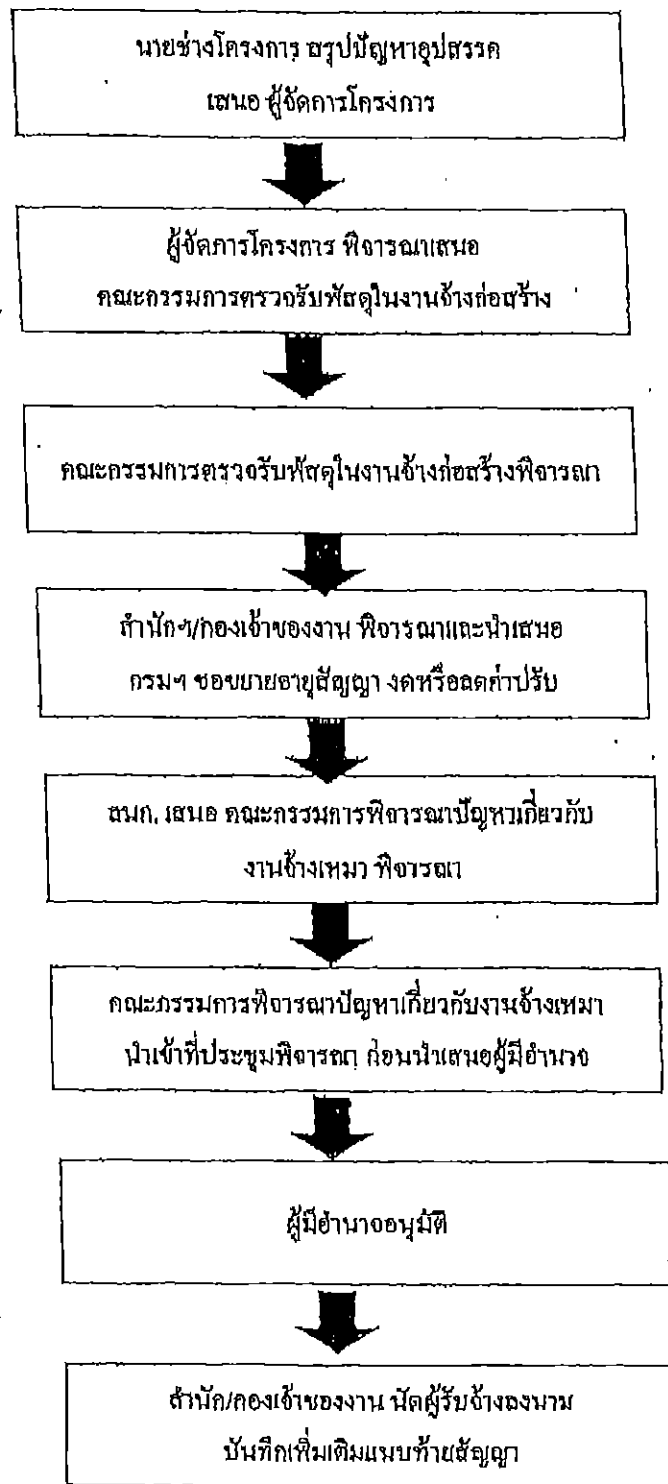 นายช่างโครงการ สรุปปัญหาอุปสรรค
เสนอ ผู้จัดการโครงการ
ผู้จัดการโครงการ พิจารณาเสนอ
คณะกรรมการตรวจรับพัสดุในงานจ้างก่อสร้าง
คณะกรรมการตรวจรับพัสดุในงานจ้างก่อสร้างพิจารณา
สำนักฯ/กองเจ้าของงาน พิจารณาและนำเสนอ
กรมฯ ขอขยายอายุสัญญา งดหรือลดค่าปรับ
สมก. เสนอ คณะกรรมการพิจารณาปัญหาเกี่ยวกับ
งานจ้างเหมา พิจารณา
คณะกรรมการพิจารณาปัญหาเกี่ยวกับงานจ้างเหมา
นำเข้าที่ประชุมพิจารณา ก่อนนำเสนอผู้มีอำนาจ
ผู้มีอำนาจอนุมัติ
สำนัก/กองเจ้าของงาน นัดผู้รับจ้างลงนาม
บันทึกเพิ่มเติมแนบท้ายสัญญา